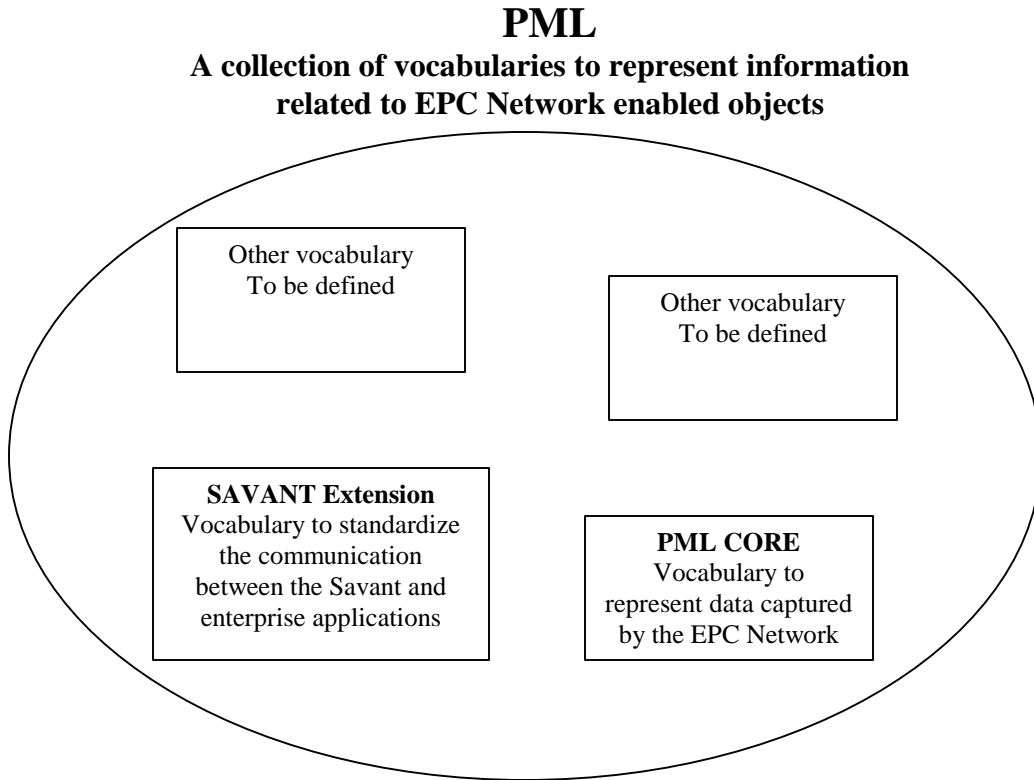 PML
A collection of vocabularies to represent information
related to EPC Network enabled objects
Other vocabulary
To be defined
Other vocabulary
To be defined
SAVANT Extension
Vocabulary to standardize
the communication
between the Savant and
enterprise applications
PML CORE
Vocabulary to
represent data captured
by the EPC Network